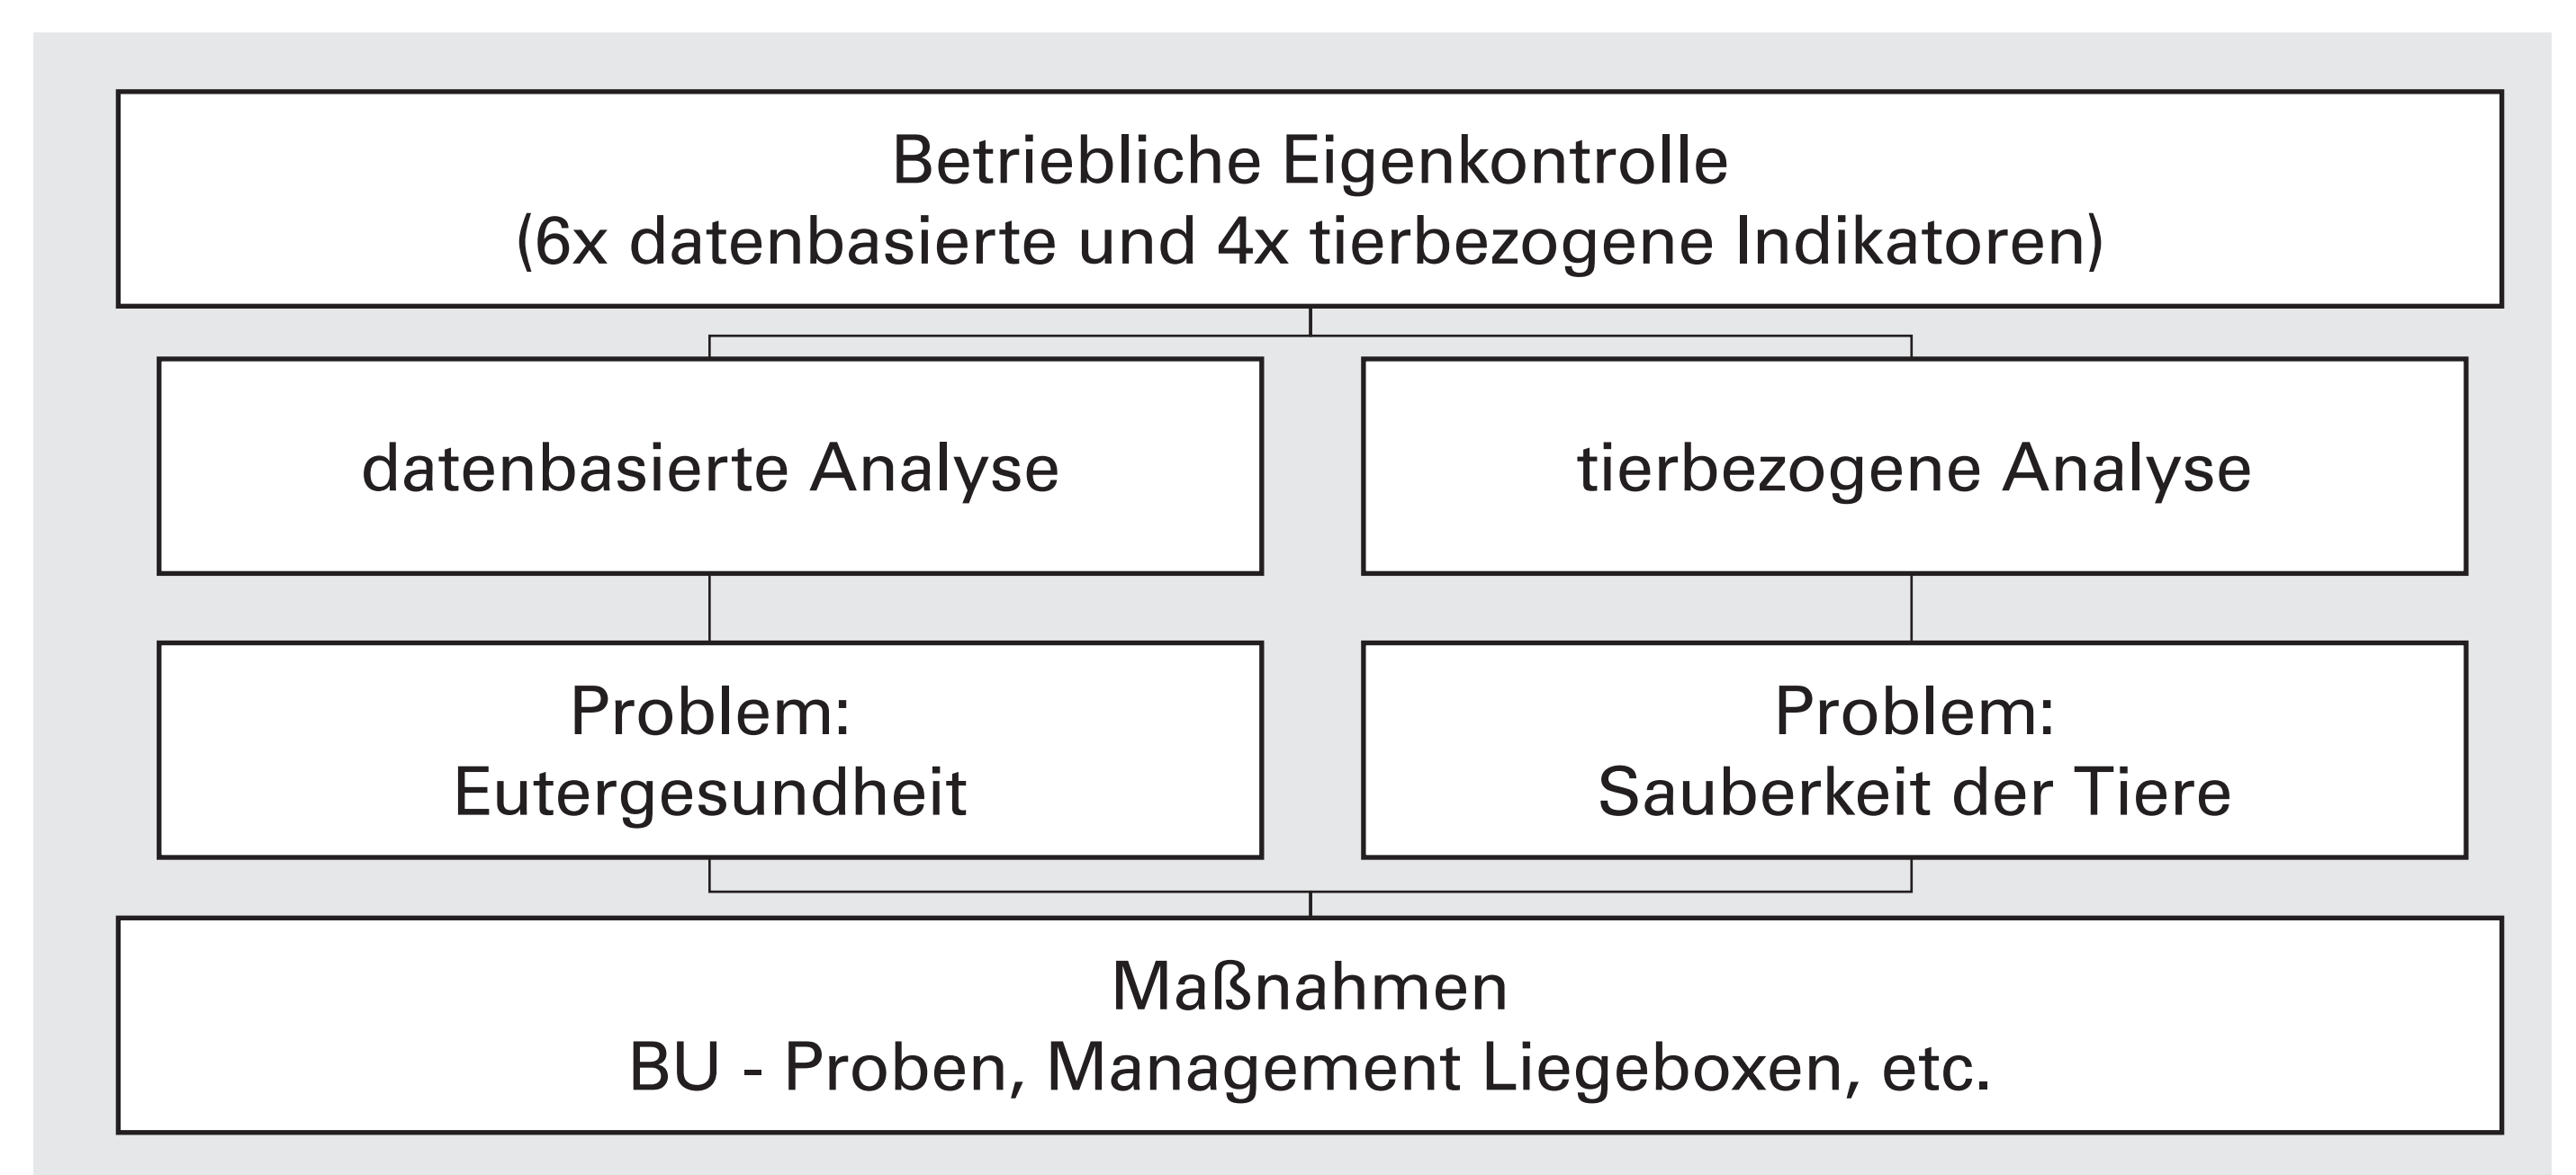 Betriebliche Eigenkontrolle
(6x datenbasierte und 4x tierbezogene Indikatoren)
datenbasierte Analyse
tierbezogene Analyse
Problem:
Eutergesundheit
Problem:
Sauberkeit der Tiere
Maßnahmen
BU - Proben, Management Liegeboxen, etc.